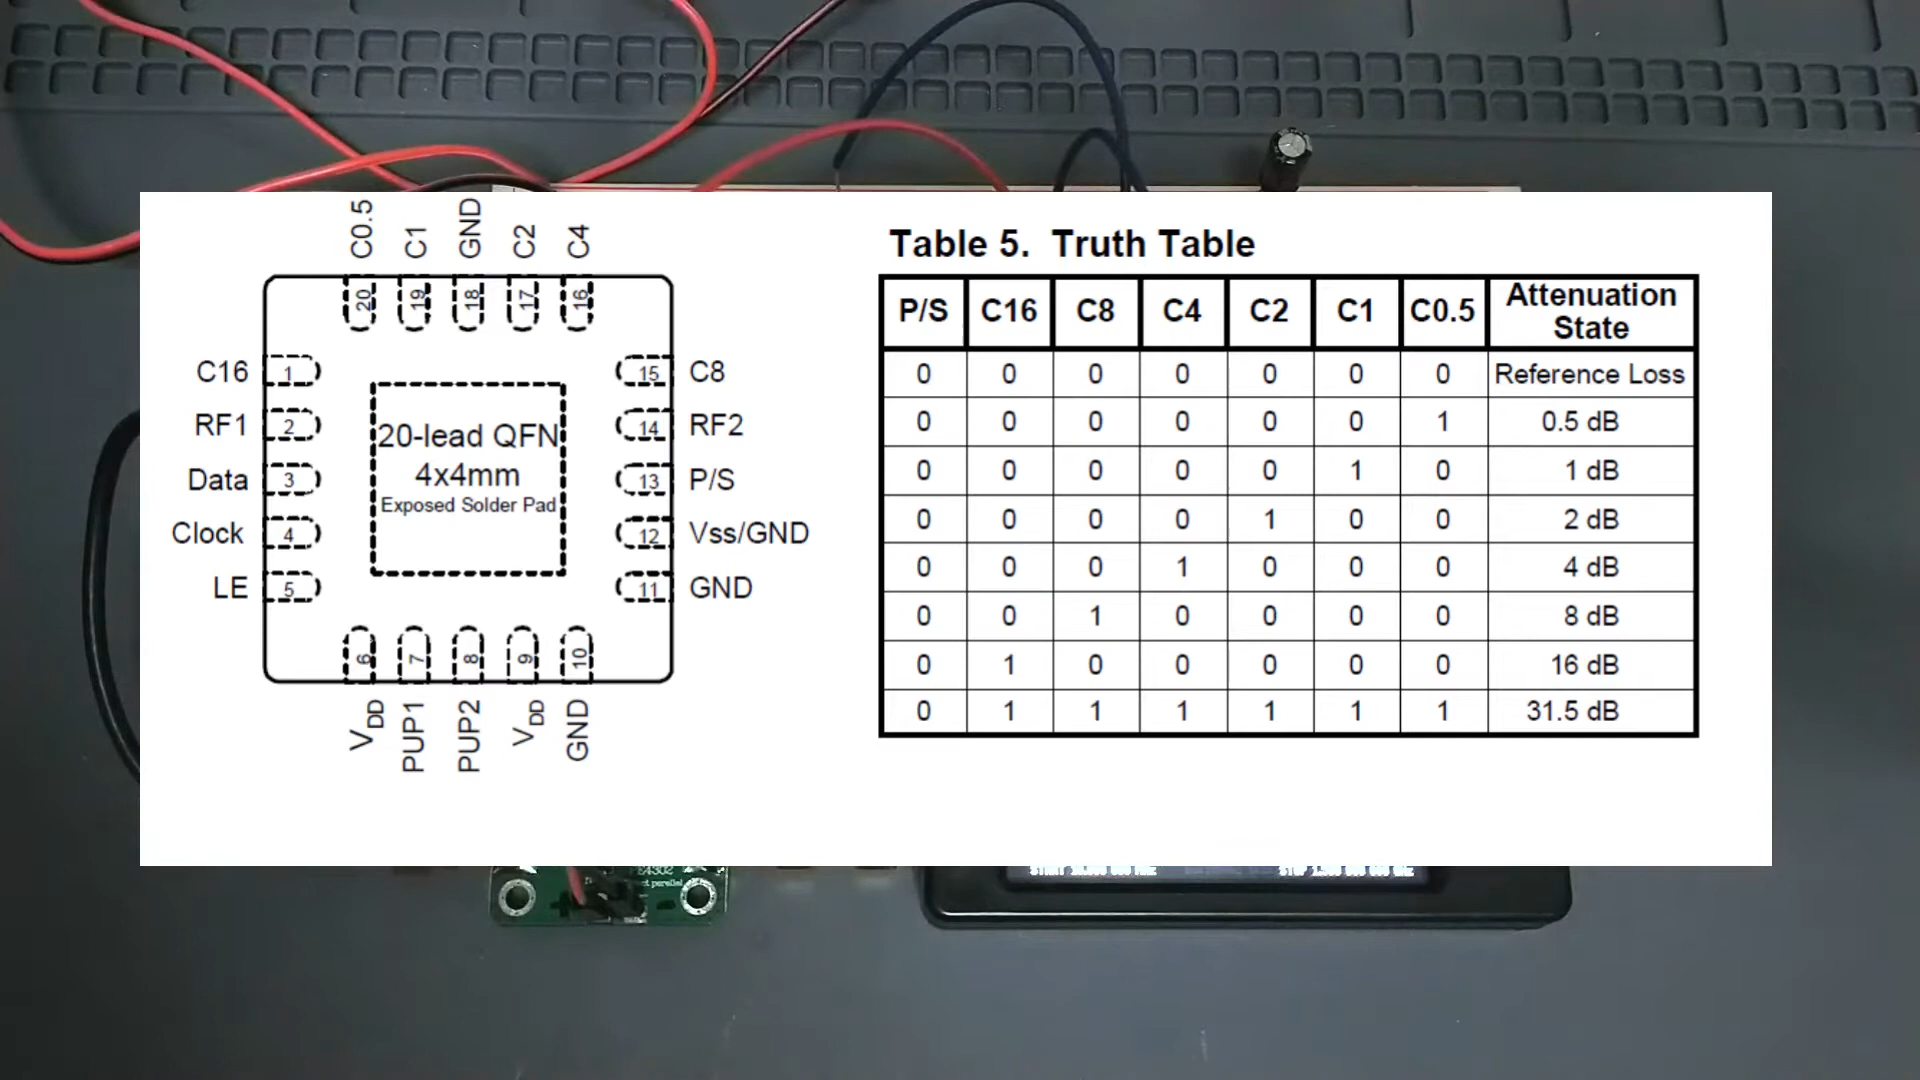 C0.5 C1 GND C2 C4
20 19 18 17 16
C16 1 15 C8
RF1 2 14 RF2
Data 3 13 P/S
Clock 4 12 Vss/GND
LE 5 11 GND
20-lead QFN
4x4mm
Exposed Solder Pad
6 7 8 9 10
VDD PUP1 PUP2 VDD GND
Table 5. Truth Table
P/S C16 C8 C4 C2 C1 C0.5 Attenuation State
0 0 0 0 0 0 0 Reference Loss
0 0 0 0 0 0 1 0.5 dB
0 0 0 0 0 1 0 1 dB
0 0 0 0 1 0 0 2 dB
0 0 0 1 0 0 0 4 dB
0 0 1 0 0 0 0 8 dB
0 1 0 0 0 0 0 16 dB
0 1 1 1 1 1 1 31.5 dB